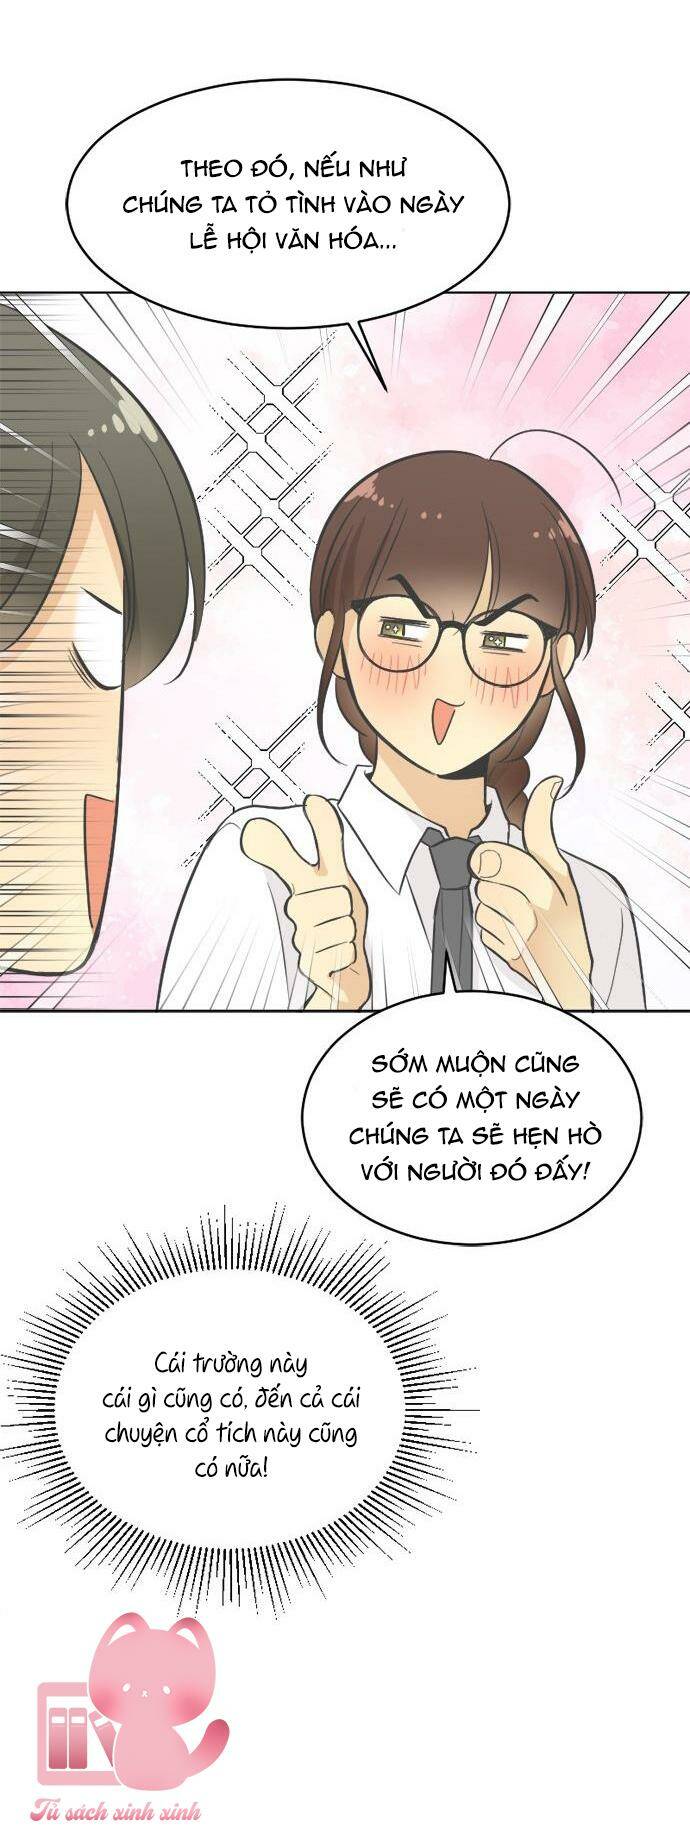 THEO ĐÓ, NẾU NHƯ
CHÚNG TA TỎ TÌNH VÀO NGÀY
LỄ HỘI VĂN HÓA...
SỚM MUỘN CŨNG
SẼ CÓ MỘT NGÀY
CHÚNG TA SẼ HẸN HÒ
VỚI NGƯỜI ĐÓ ĐẤY!
Cái trường này
cái gì cũng có, đến cả cái
chuyện cổ tích này cũng
có nữa!
Tủ sách xinh xinh